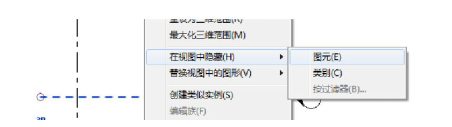 最大化三维范围(M)
在视图中隐藏(H)
图元(E)
替换视图中的图形(V)
类别(C)
按过滤器(B)...
创建类似实例(S)
编辑族(F)